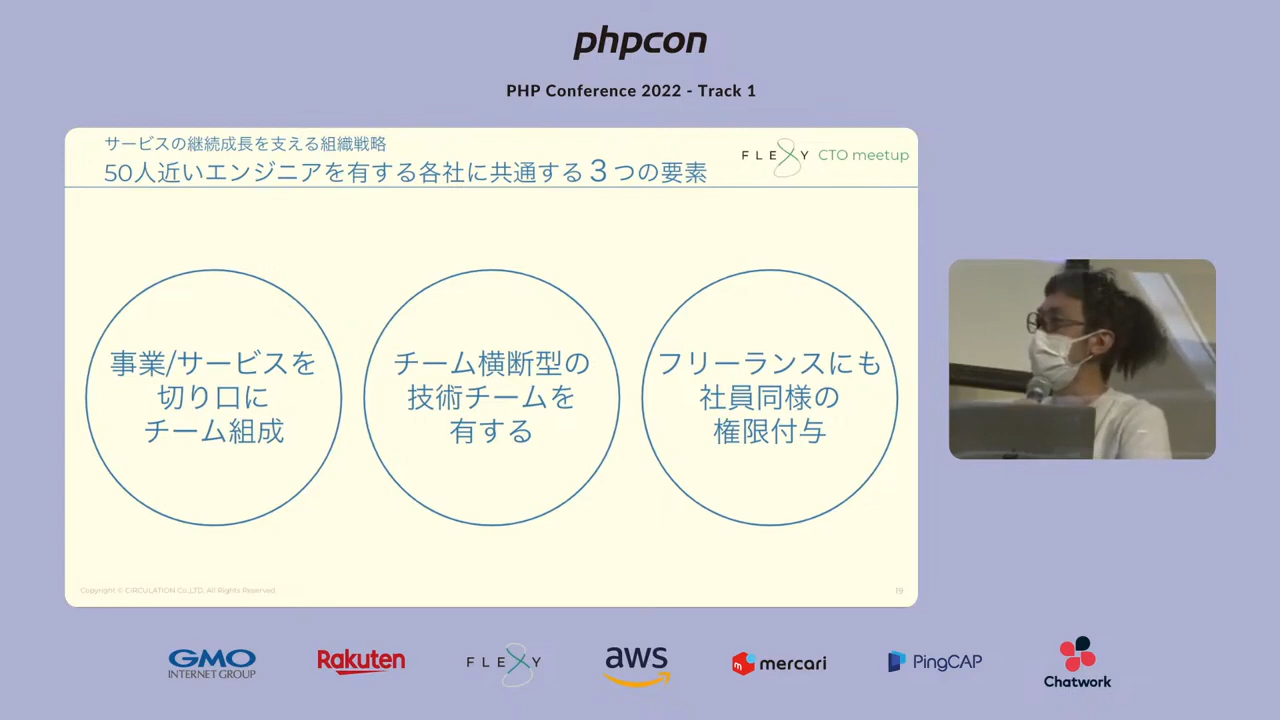 phpcon
PHP Conference 2022 - Track 1
サービスの継続成長を支える組織戦略
50人近いエンジニアを有する各社に共通する３つの要素
FLEXY CTO meetup
事業/サービスを
切り口に
チーム組成
チーム横断型の
技術チームを
有する
フリーランスにも
社員同様の
権限付与
Copyright © CIRCULATION Co.,LTD. All Rights Reserved.
19
GMO
INTERNET GROUP
Rakuten
FLEXY
aws
mercari
PingCAP
Chatwork